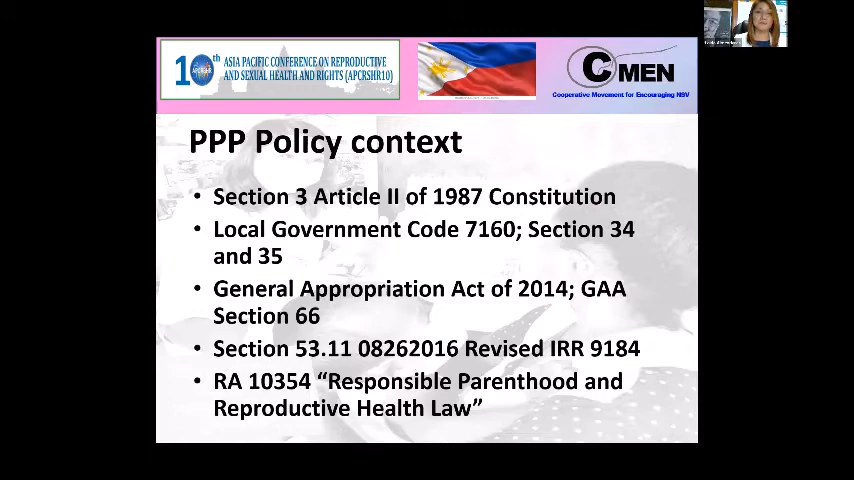 10th
ASIA PACIFIC CONFERENCE ON REPRODUCTIVE
AND SEXUAL HEALTH AND RIGHTS (APCRSHR10)
CMEN
Cooperative Movement for Encouraging NSV
PPP Policy context
• Section 3 Article II of 1987 Constitution
• Local Government Code 7160; Section 34
and 35
• General Appropriation Act of 2014; GAA
Section 66
• Section 53.11 08262016 Revised IRR 9184
• RA 10354 “Responsible Parenthood and
Reproductive Health Law”